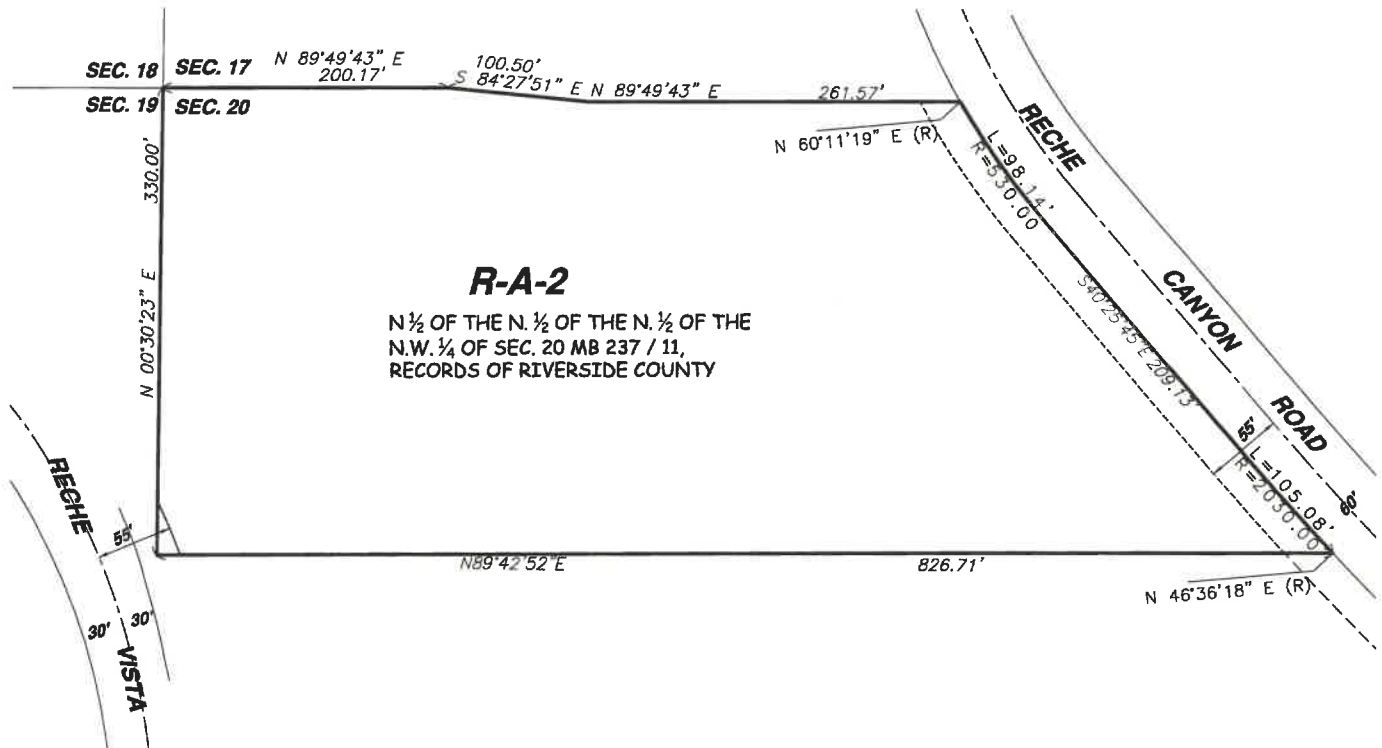 SEC. 18
SEC. 17
N 89°49'43" E
200.17'
100.50'
S 84°27'51" E
N 89°49'43" E
261.57'
SEC. 19
SEC. 20
N 60°11'19" E (R)
330.00'
N 00°30'23" E
RECHE
CANYON
ROAD
L=98.14'
R=530.00
R-A-2
N ½ OF THE N. ½ OF THE N. ½ OF THE
N.W. ¼ OF SEC. 20 MB 237 / 11,
RECORDS OF RIVERSIDE COUNTY
S40°25'45"E 209.13'
55'
L=105.08'
R=2030.00
60'
RECHE
VISTA
55'
30'
30'
N89°42'52"E
826.71'
N 46°36'18" E (R)